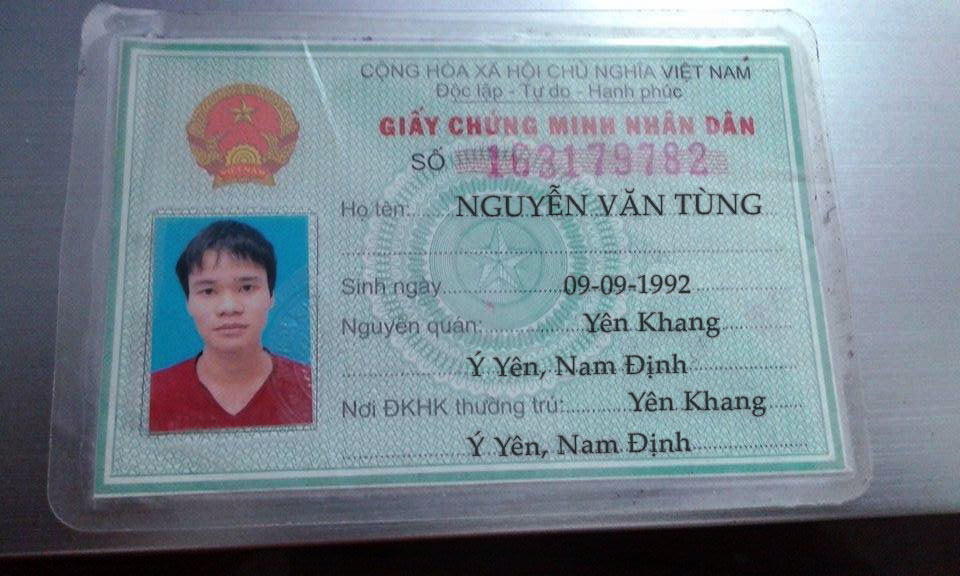 CỘNG HÒA XÃ HỘI CHỦ NGHĨA VIỆT NAM
Độc lập - Tự do - Hạnh phúc
GIẤY CHỨNG MINH NHÂN DÂN
SỐ 163179782
Họ tên: NGUYỄN VĂN TÙNG
Sinh ngày 09-09-1992
Nguyên quán: Yên Khang
Ý Yên, Nam Định
Nơi ĐKHK thường trú: Yên Khang
Ý Yên, Nam Định
VIỆT NAM